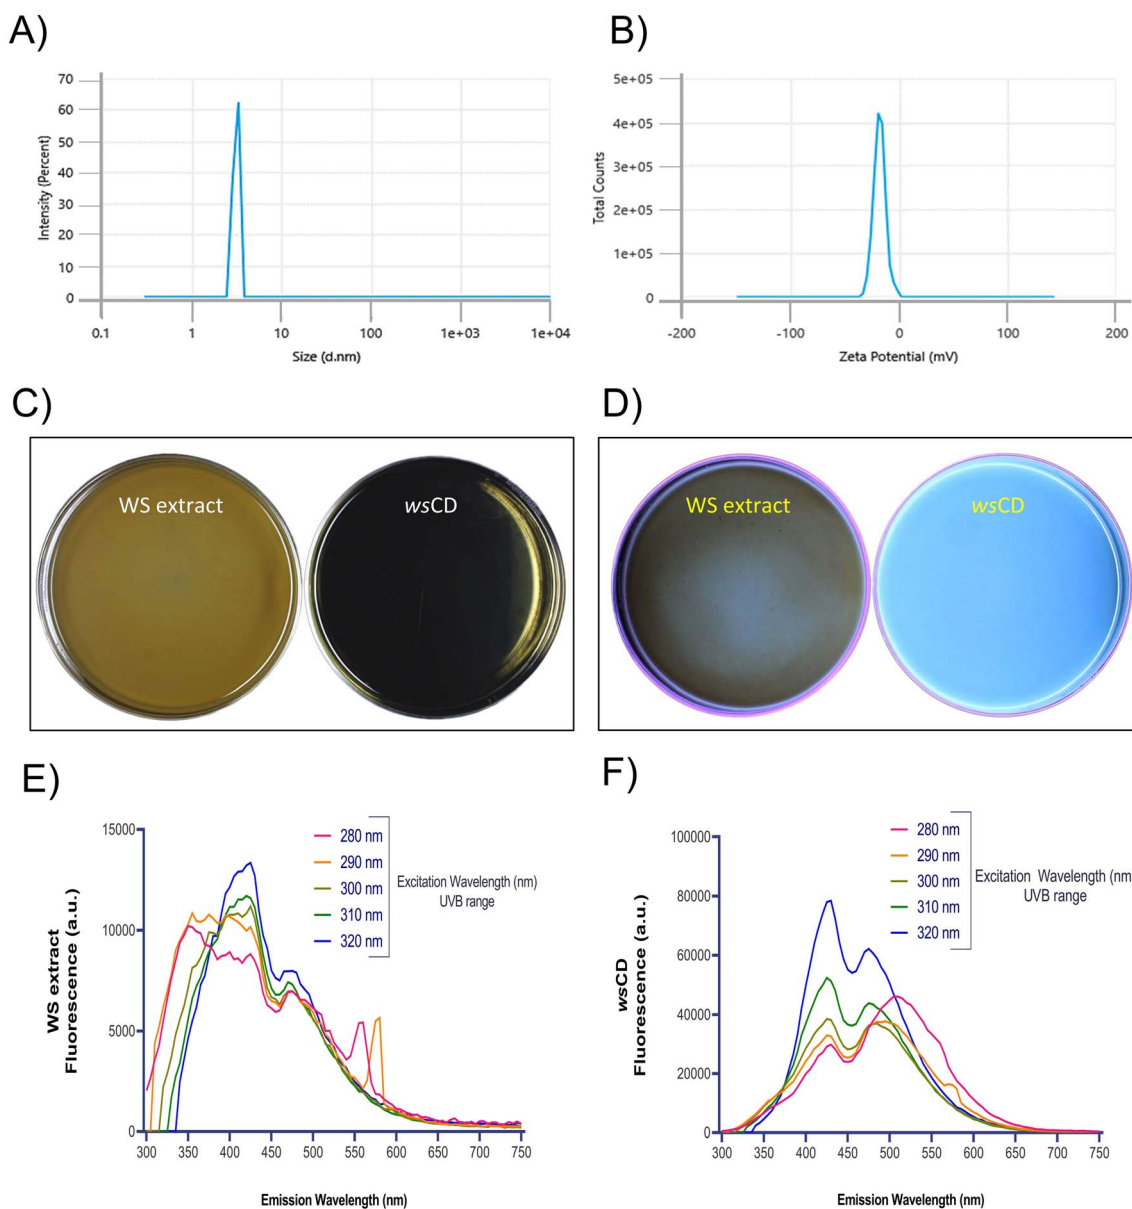 A)
B)
Intensity (Percent)
70
60
50
40
30
20
10
0
0.1
1
10
100
1e+03
1e+04
Size (d.nm)
Total Counts
5e+05
4e+05
3e+05
2e+05
1e+05
0
-200
-100
0
100
200
Zeta Potential (mV)
C)
D)
WS extract
wsCD
WS extract
wsCD
E)
F)
WS extract
Fluorescence (a.u.)
15000
10000
5000
0
280 nm
290 nm
300 nm
310 nm
320 nm
Excitation Wavelength (nm)
UVB range
300
350
400
450
500
550
600
650
700
750
Emission Wavelength (nm)
wsCD
Fluorescence (a.u.)
100000
80000
60000
40000
20000
0
280 nm
290 nm
300 nm
310 nm
320 nm
Excitation Wavelength (nm
UVB range
300
350
400
450
500
550
600
650
700
750
Emission Wavelength (nm)